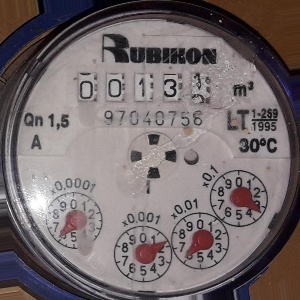 RUBIKON
0013
m³
Qn 1,5
97040756
LT 1-289
1995
A
30°C
x0,0001
x0,001
x0,01
x0,1